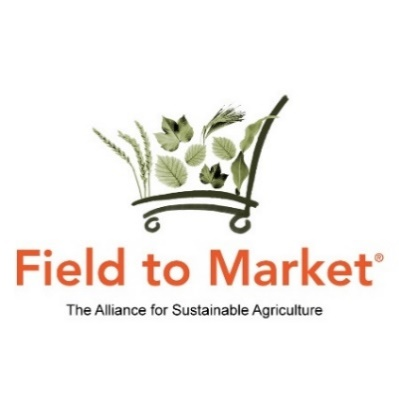 Field to Market®
The Alliance for Sustainable Agriculture